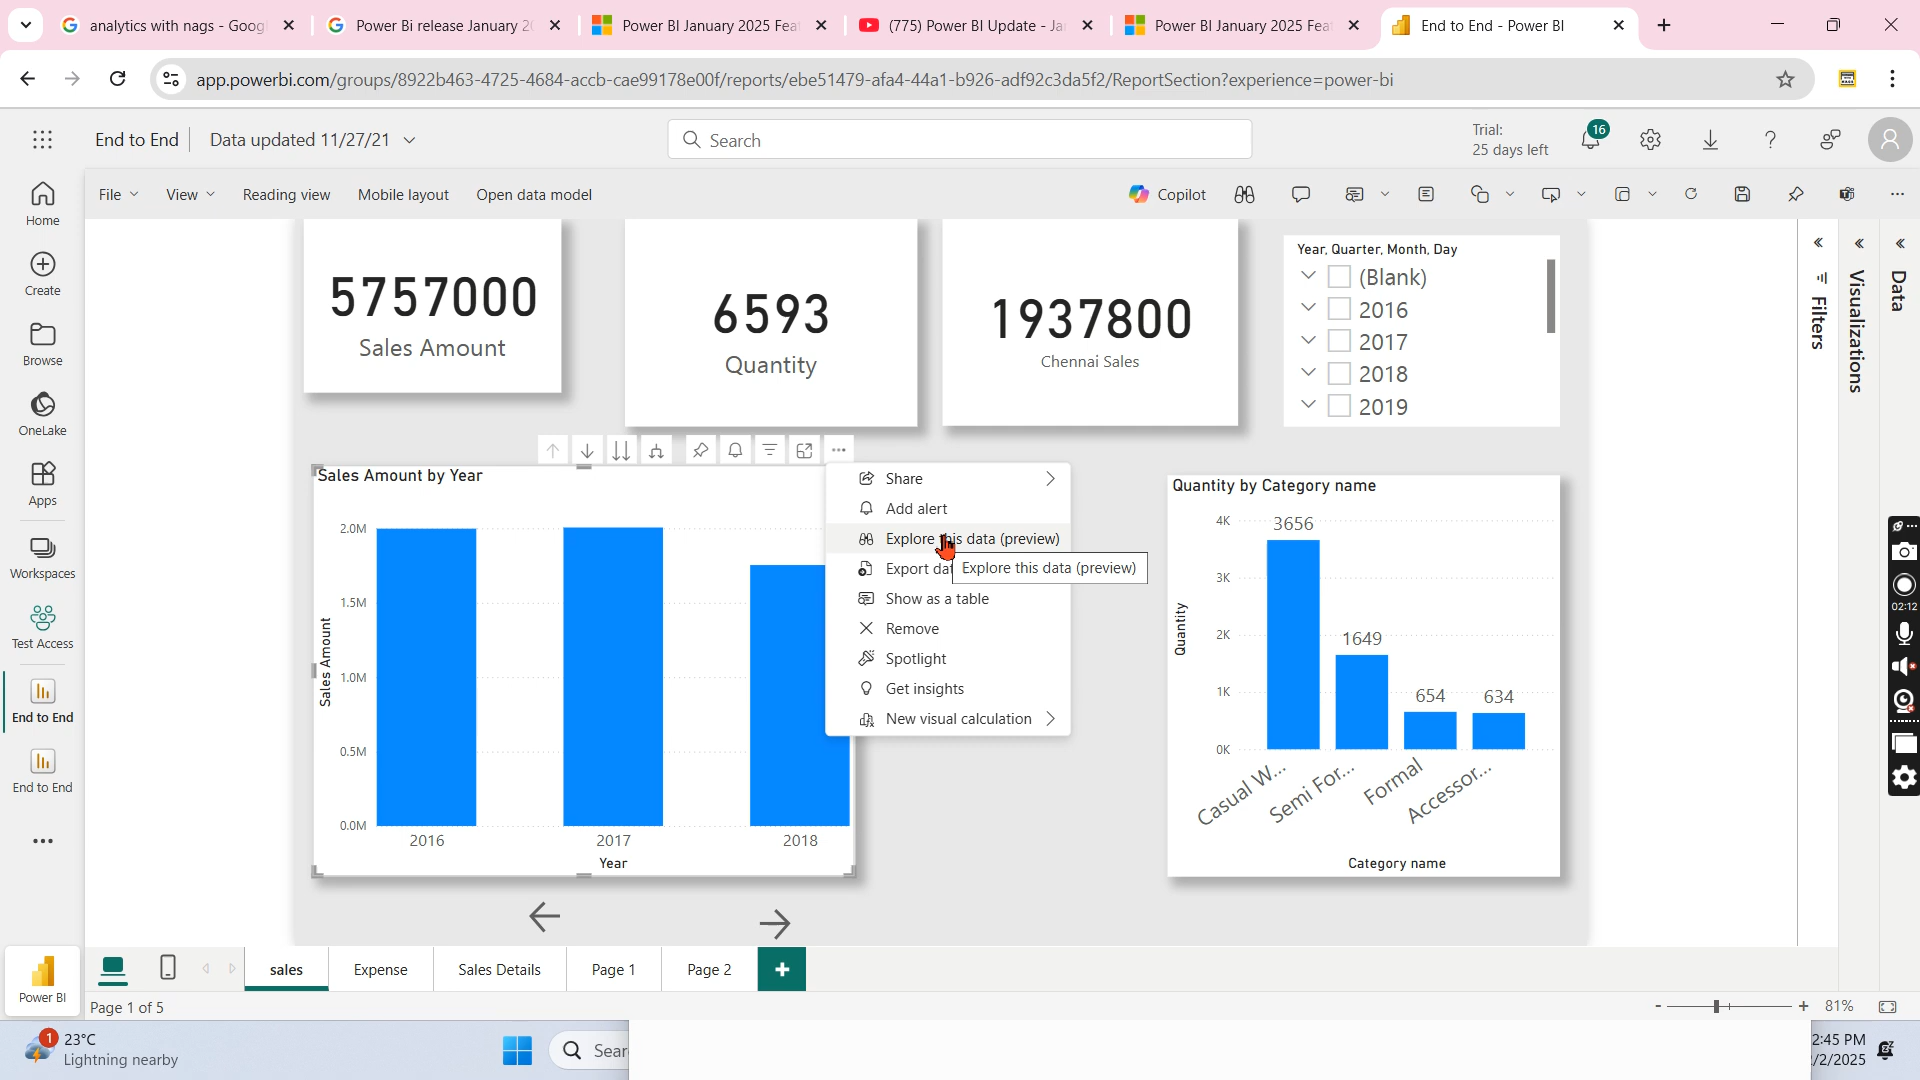 analytics with nags - Goog
Power Bi release January 2
Power BI January 2025 Fea
(775) Power BI Update - Ja
Power BI January 2025 Fea
End to End - Power BI
app.powerbi.com/groups/8922b463-4725-4684-accb-cae99178e00f/reports/ebe51479-afa4-44a1-b926-adf92c3da5f2/ReportSection?experience=power-bi
End to End
Data updated 11/27/21
Search
Trial:
25 days left
16
File
View
Reading view
Mobile layout
Open data model
Copilot
Home
Create
Browse
OneLake
Apps
Workspaces
Test Access
End to End
End to End
Power BI
5757000
Sales Amount
6593
Quantity
1937800
Chennai Sales
Year, Quarter, Month, Day
(Blank)
2016
2017
2018
2019
Filters
Visualizations
Data
Sales Amount by Year
2.0M
1.5M
1.0M
0.5M
0.0M
Sales Amount
2016
2017
2018
Year
Share
Add alert
Explore this data (preview)
Explore this data (preview)
Export dat
Show as a table
Remove
Spotlight
Get insights
New visual calculation
Quantity by Category name
4K
3K
2K
1K
0K
Quantity
3656
1649
654
634
Casual W...
Semi For...
Formal
Accessor...
Category name
02:12
sales
Expense
Sales Details
Page 1
Page 2
Page 1 of 5
81%
1
23°C
Lightning nearby
Sear
2:45 PM
/2/2025